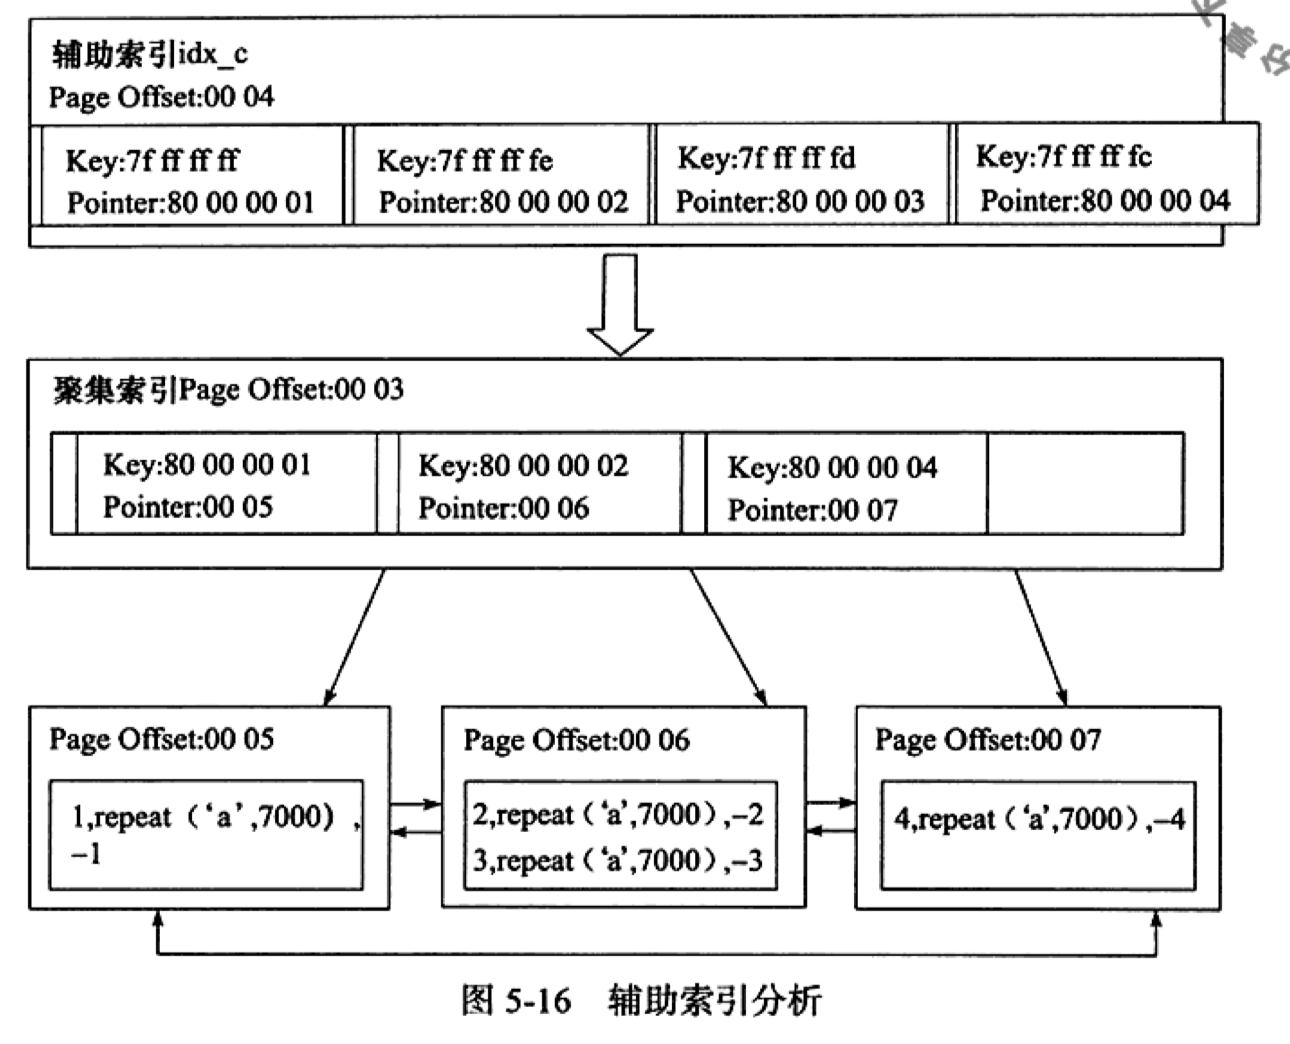 辅助索引idx_c
Page Offset:00 04
Key:7f ff ff ff
Pointer:80 00 00 01
Key:7f ff ff fe
Pointer:80 00 00 02
Key:7f ff ff fd
Pointer:80 00 00 03
Key:7f ff ff fc
Pointer:80 00 00 04
聚集索引Page Offset:00 03
Key:80 00 00 01
Pointer:00 05
Key:80 00 00 02
Pointer:00 06
Key:80 00 00 04
Pointer:00 07
Page Offset:00 05
1,repeat（‘a’,7000）,
–1
Page Offset:00 06
2,repeat（‘a’,7000）,–2
3,repeat（‘a’,7000）,–3
Page Offset:00 07
4,repeat（‘a’,7000）,–4
图 5-16 辅助索引分析
分享